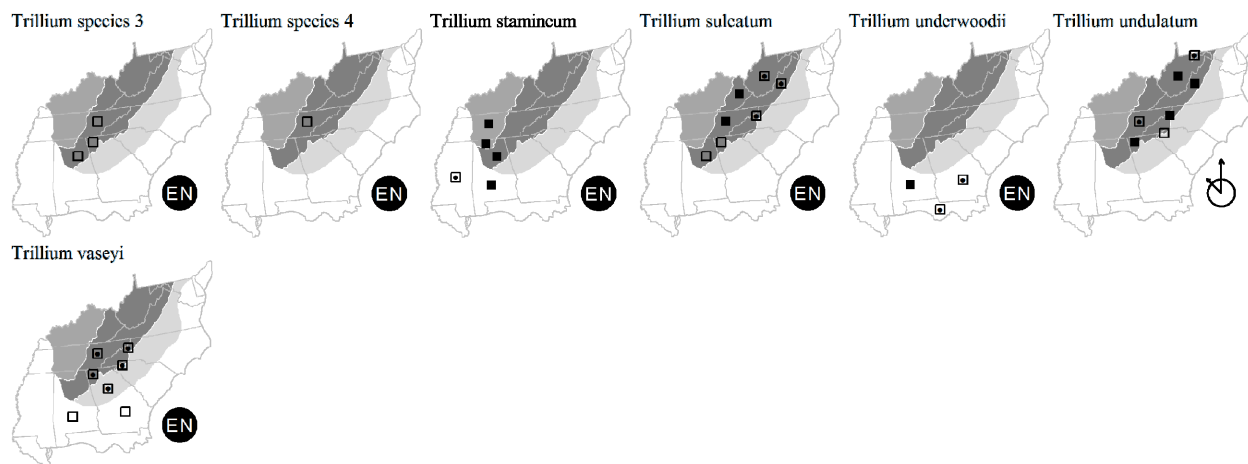 Trillium species 3
Trillium species 4
Trillium stamineum
Trillium sulcatum
Trillium underwoodii
Trillium undulatum
EN
EN
EN
EN
EN
Trillium vaseyi
EN